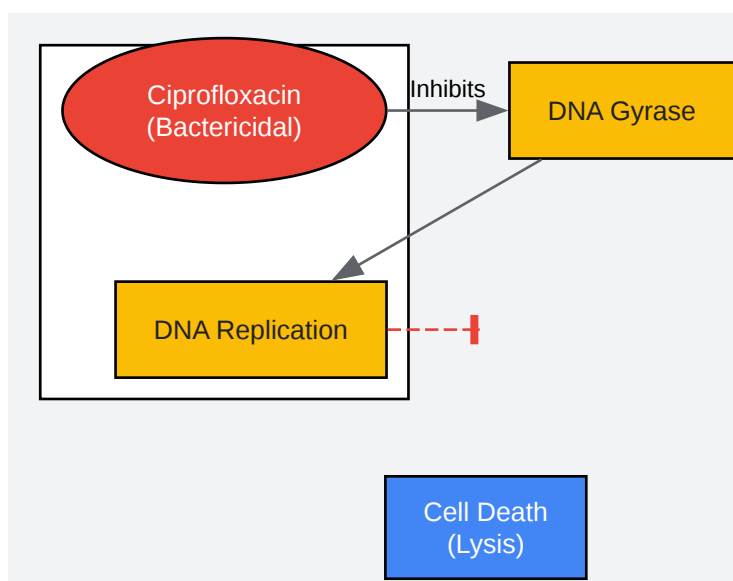 Ciprofloxacin
(Bactericidal)
Inhibits
DNA Gyrase
DNA Replication
Cell Death
(Lysis)